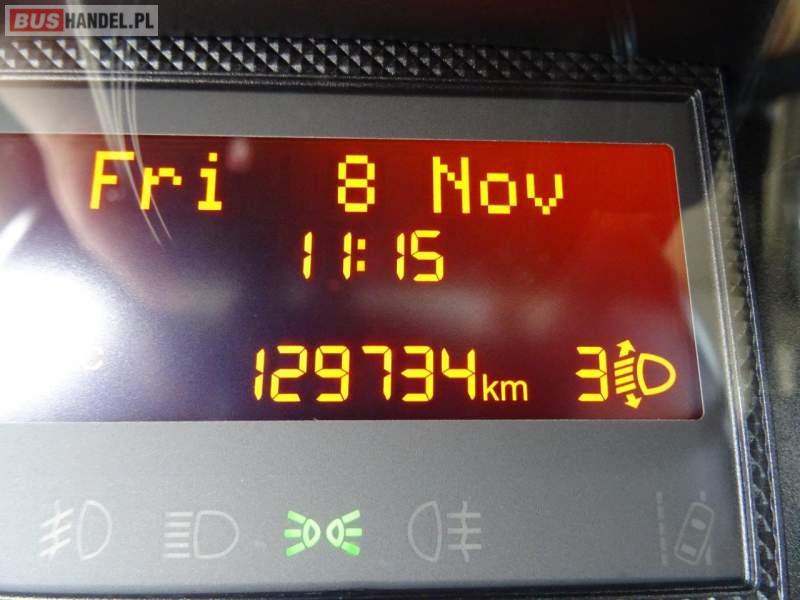 BUSHANDEL.PL
Fri 8 Nov
11:15
129734km 3